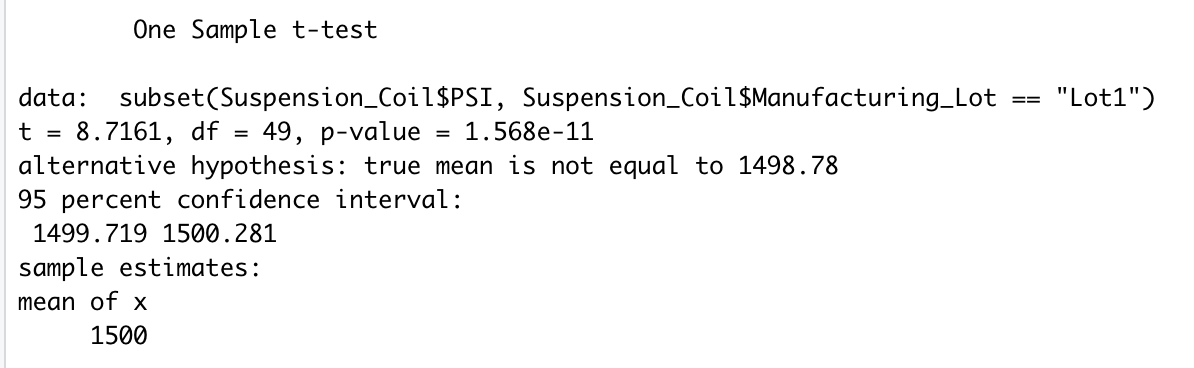 One Sample t-test
data:  subset(Suspension_Coil$PSI, Suspension_Coil$Manufacturing_Lot == "Lot1")
t = 8.7161, df = 49, p-value = 1.568e-11
alternative hypothesis: true mean is not equal to 1498.78
95 percent confidence interval:
1499.719 1500.281
sample estimates:
mean of x
1500